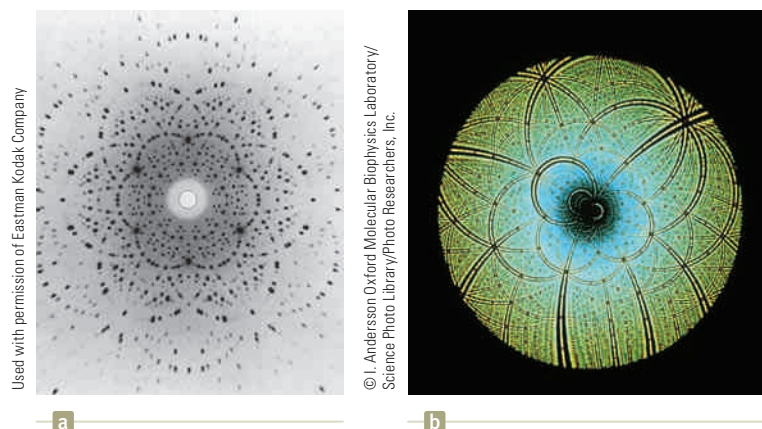 Used with permission of Eastman Kodak Company
© I. Andersson Oxford Molecular Biophysics Laboratory/
Science Photo Library/Photo Researchers, Inc.
a
b